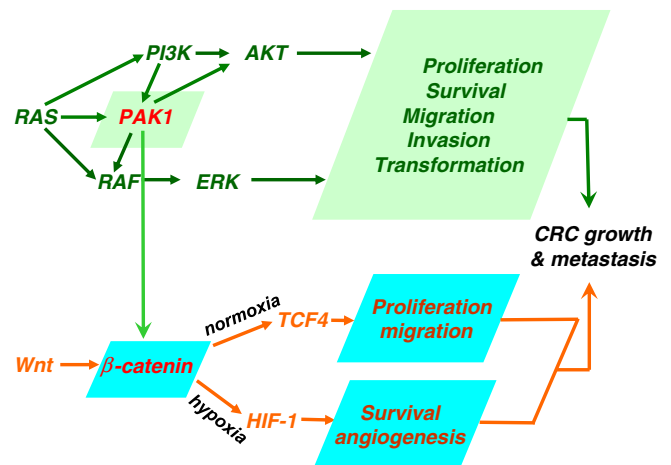 PI3K
AKT
RAS
PAK1
RAF
ERK
Proliferation
Survival
Migration
Invasion
Transformation
CRC growth
& metastasis
Wnt
β-catenin
normoxia
TCF4
Proliferation
migration
hypoxia
HIF-1
Survival
angiogenesis